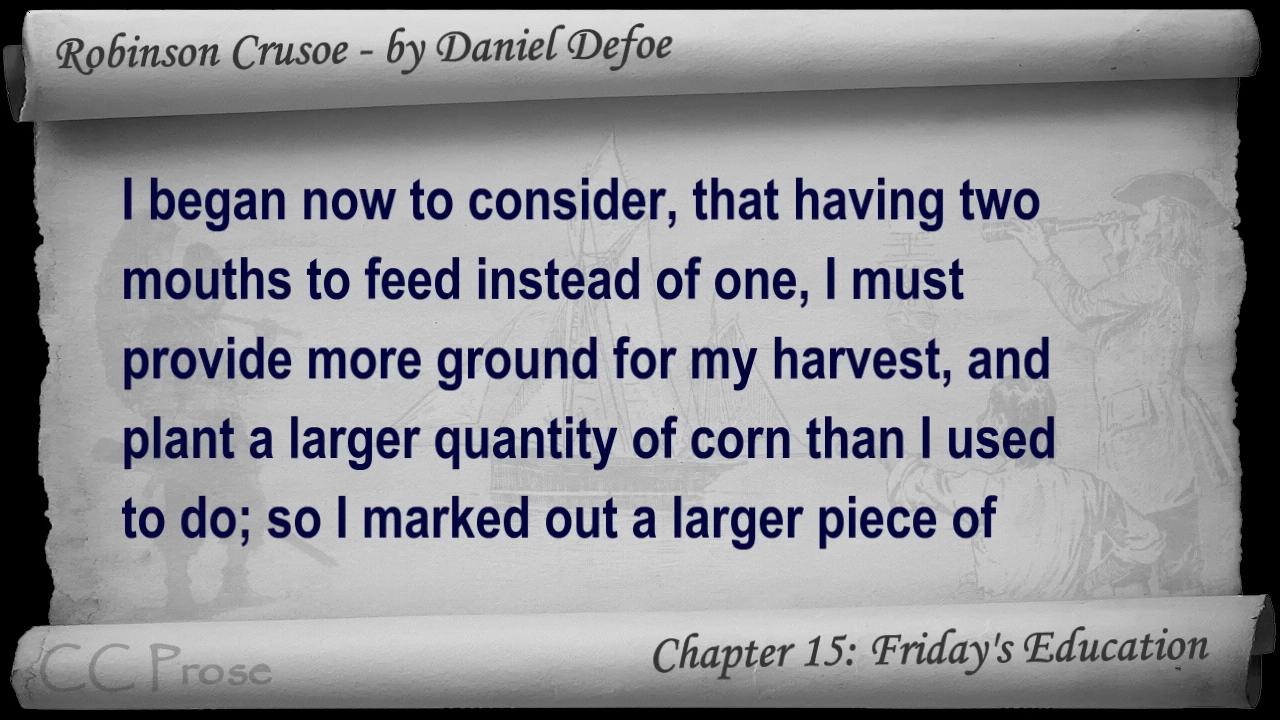 Robinson Crusoe - by Daniel Defoe
I began now to consider, that having two
mouths to feed instead of one, I must
provide more ground for my harvest, and
plant a larger quantity of corn than I used
to do; so I marked out a larger piece of
CC Prose
Chapter 15: Friday's Education